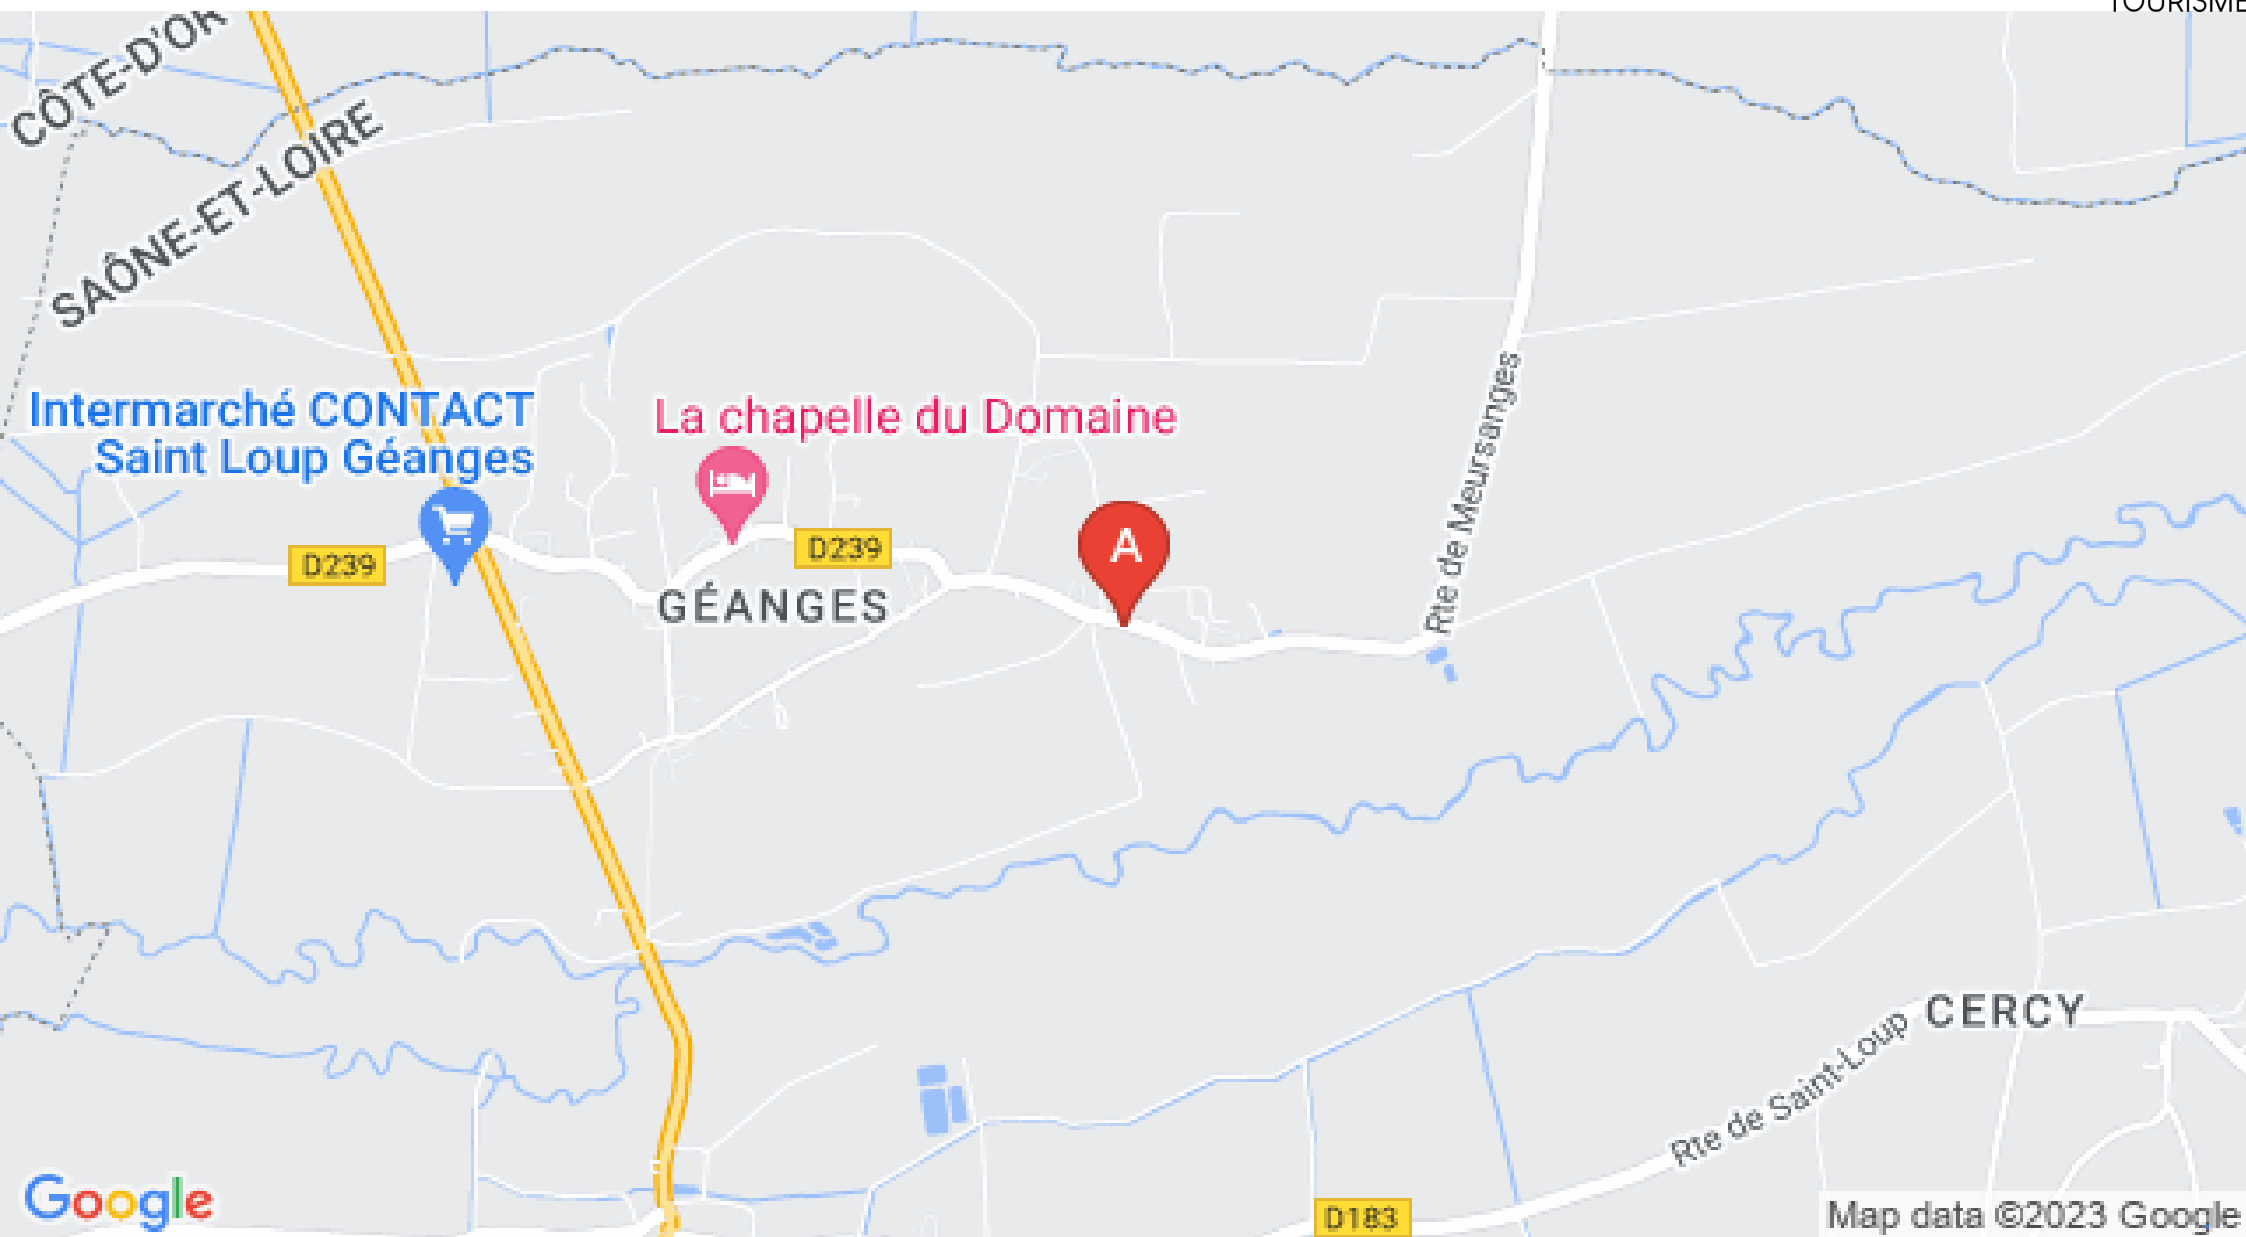 TOURISME
CÔTE-D'OR
SAÔNE-ET-LOIRE
Intermarché CONTACT
Saint Loup Géanges
La chapelle du Domaine
Rte de Meursanges
D239
D239
A
GÉANGES
CERCY
Rte de Saint-Loup
D183
Google
Map data ©2023 Google